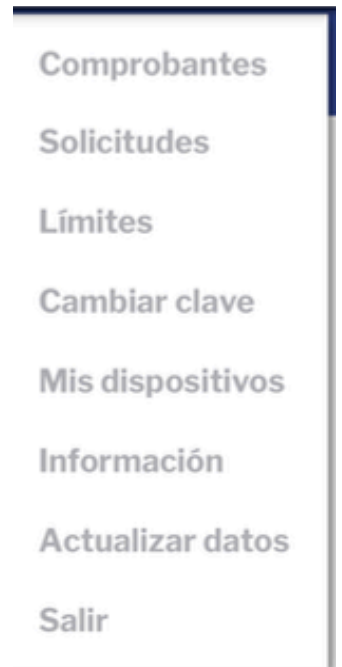 Comprobantes
Solicitudes
Límites
Cambiar clave
Mis dispositivos
Información
Actualizar datos
Salir